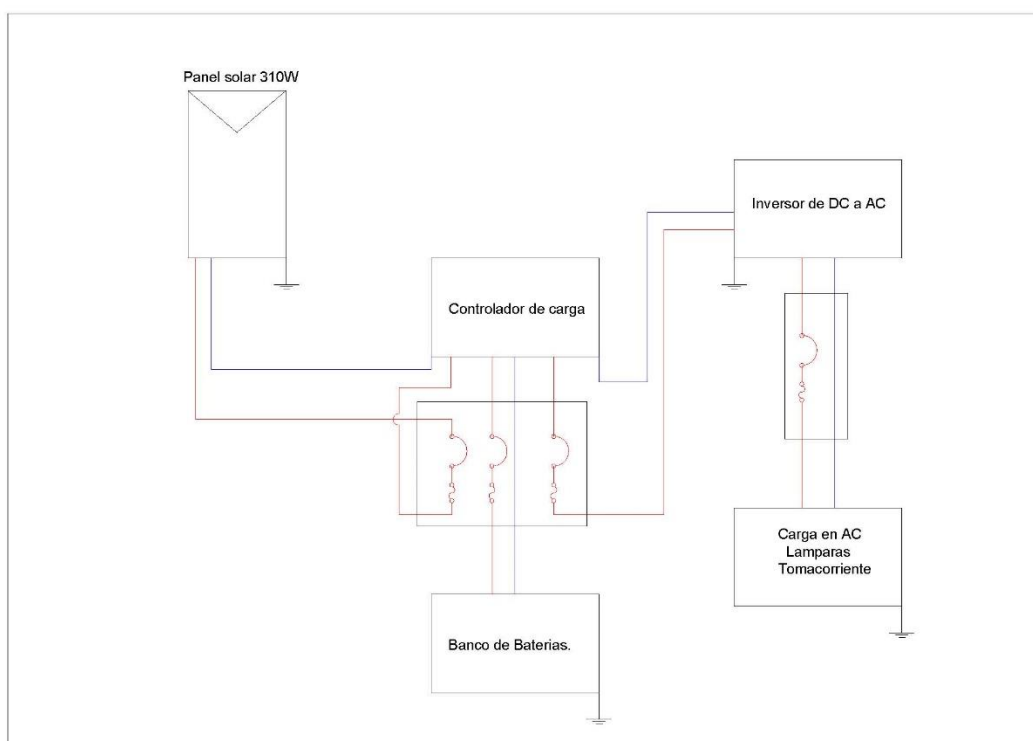 Panel solar 310W
Inversor de DC a AC
Controlador de carga
Carga en AC
Lamparas
Tomacorriente
Banco de Baterias.